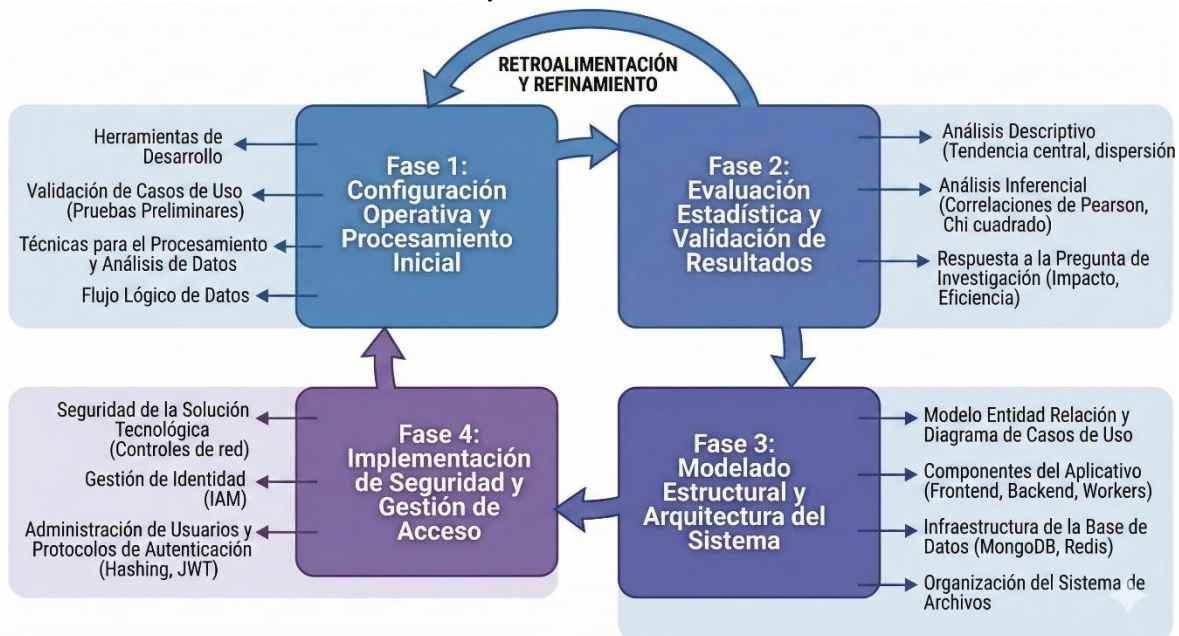 RETROALIMENTACIÓN
Y REFINAMIENTO
Herramientas de
Desarrollo
Validación de Casos de Uso
(Pruebas Preliminares)
Técnicas para el Procesamiento
y Análisis de Datos
Flujo Lógico de Datos
Fase 1:
Configuración
Operativa y
Procesamiento
Inicial
Fase 2:
Evaluación
Estadística y
Validación de
Resultados
Análisis Descriptivo
(Tendencia central, dispersión
Análisis Inferencial
(Correlaciones de Pearson,
Chi cuadrado)
Respuesta a la Pregunta de
Investigación (Impacto,
Eficiencia)
Seguridad de la Solución
Tecnológica
(Controles de red)
Gestión de Identidad
(IAM)
Administración de Usuarios y
Protocolos de Autenticación
(Hashing, JWT)
Fase 4:
Implementación
de Seguridad y
Gestión de
Acceso
Fase 3:
Modelado
Estructural y
Arquitectura del
Sistema
Modelo Entidad Relación y
Diagrama de Casos de Uso
Componentes del Aplicativo
(Frontend, Backend, Workers)
Infraestructura de la Base de
Datos (MongoDB, Redis)
Organización del Sistema de
Archivos